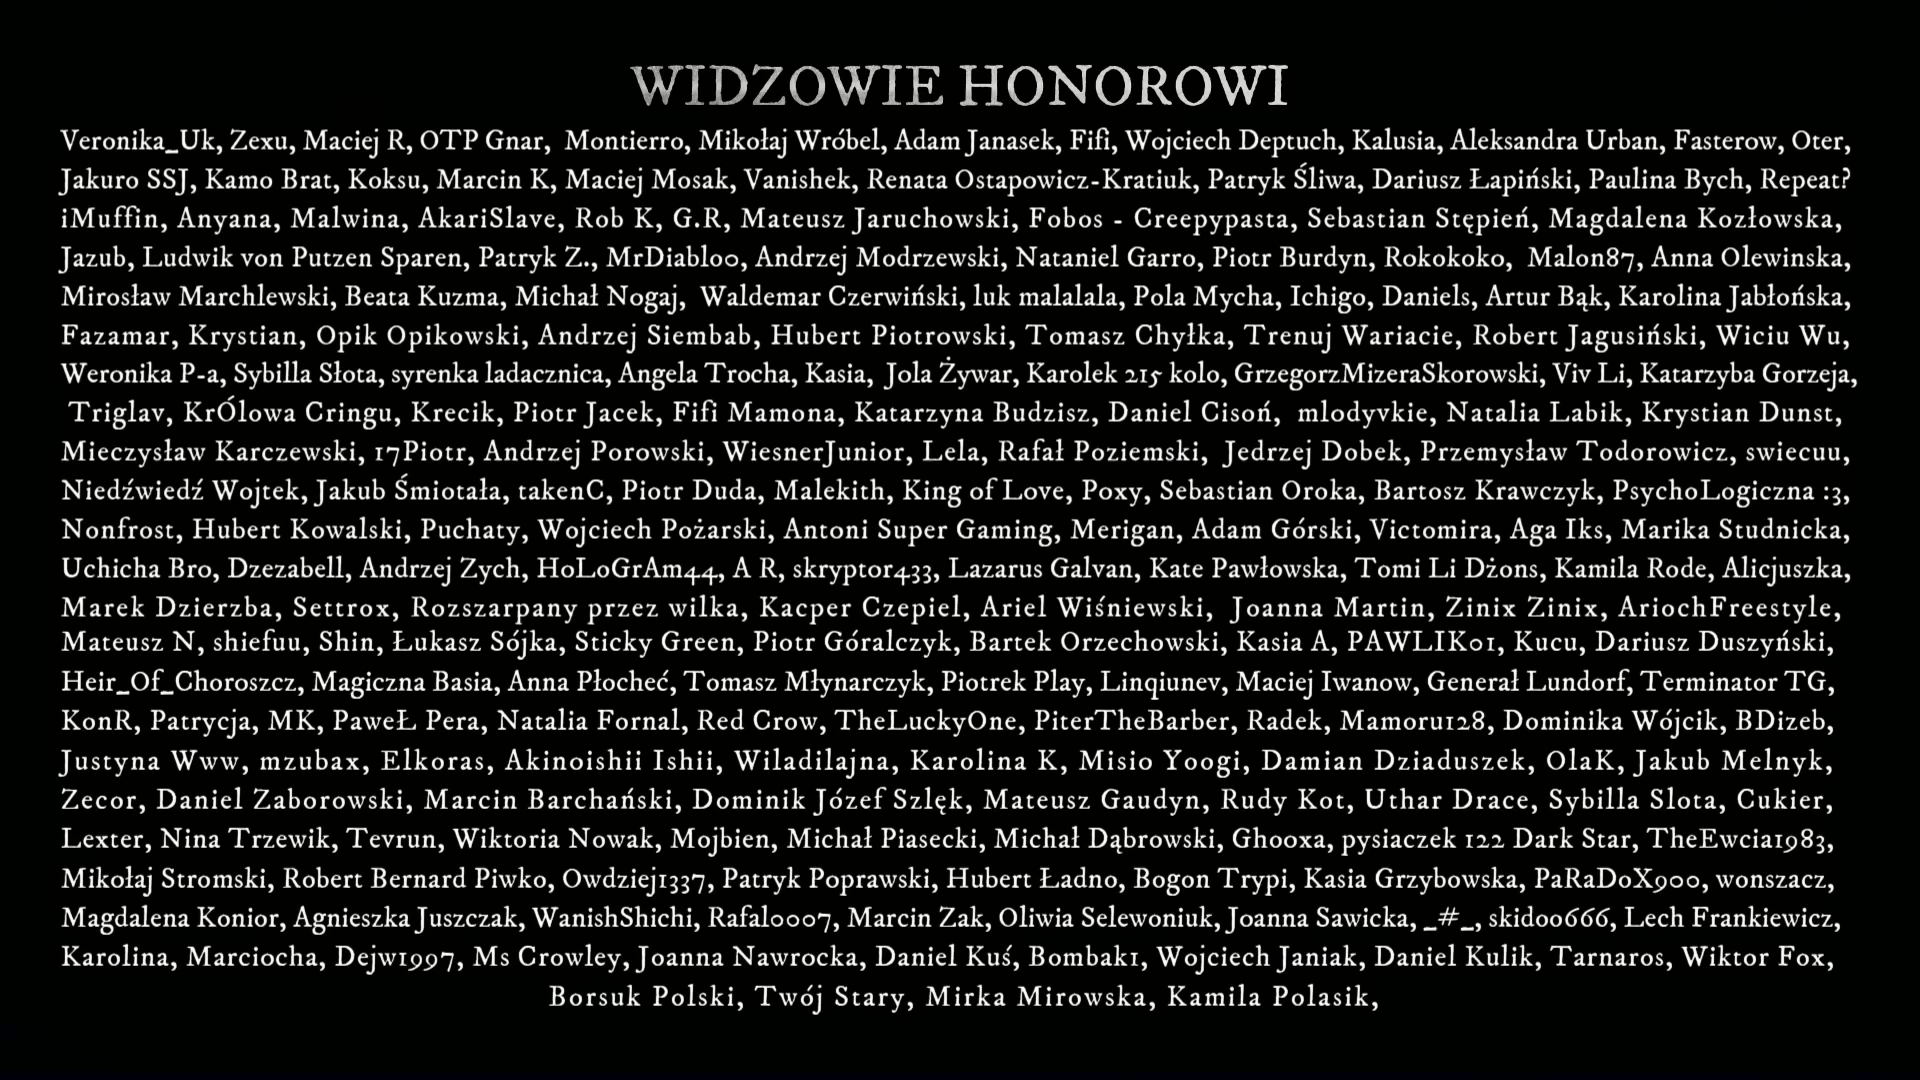 WIDZOWIE HONOROWI
Veronika_Uk, Zexu, Maciej R, OTP Gnar, Montierro, Mikołaj Wróbel, Adam Janasek, Fifi, Wojciech Deptuch, Kalusia, Aleksandra Urban, Fasterow, Oter,
Jakuro SSJ, Kamo Brat, Koksu, Marcin K, Maciej Mosak, Vanishek, Renata Ostapowicz-Kratiuk, Patryk Śliwa, Dariusz Łapiński, Paulina Bych, Repeat?
iMuffin, Anyana, Malwina, AkariSlave, Rob K, G.R, Mateusz Jaruchowski, Fobos - Creepypasta, Sebastian Stępień, Magdalena Kozłowska,
Jazub, Ludwik von Putzen Sparen, Patryk Z., MrDiabloo, Andrzej Modrzewski, Nataniel Garro, Piotr Burdyn, Rokokoko, Malon87, Anna Olewinska,
Mirosław Marchlewski, Beata Kuzma, Michał Nogaj, Waldemar Czerwiński, luk malalala, Pola Mycha, Ichigo, Daniels, Artur Bąk, Karolina Jabłońska,
Fazamar, Krystian, Opik Opikowski, Andrzej Siembab, Hubert Piotrowski, Tomasz Chyłka, Trenuj Wariacie, Robert Jagusiński, Wiciu Wu,
Weronika P-a, Sybilla Słota, syrenka ladacznica, Angela Trocha, Kasia, Jola Żywar, Karolek 215 kolo, GrzegorzMizeraSkorowski, Viv Li, Katarzyba Gorzeja,
Triglav, KrÓlowa Cringu, Krecik, Piotr Jacek, Fifi Mamona, Katarzyna Budzisz, Daniel Cisoń, mlodyvkie, Natalia Labik, Krystian Dunst,
Mieczysław Karczewski, 17Piotr, Andrzej Porowski, WiesnerJunior, Lela, Rafał Poziemski, Jedrzej Dobek, Przemysław Todorowicz, swiecuu,
Niedźwiedź Wojtek, Jakub Śmiotała, takenC, Piotr Duda, Malekith, King of Love, Poxy, Sebastian Oroka, Bartosz Krawczyk, PsychoLogiczna :3,
Nonfrost, Hubert Kowalski, Puchaty, Wojciech Pożarski, Antoni Super Gaming, Merigan, Adam Górski, Victomira, Aga Iks, Marika Studnicka,
Uchicha Bro, Dzezabell, Andrzej Zych, HoLoGrAm44, A R, skryptor433, Lazarus Galvan, Kate Pawłowska, Tomi Li Dżons, Kamila Rode, Alicjuszka,
Marek Dzierzba, Settrox, Rozszarpany przez wilka, Kacper Czepiel, Ariel Wiśniewski, Joanna Martin, Zinix Zinix, AriochFreestyle,
Mateusz N, shiefuu, Shin, Łukasz Sójka, Sticky Green, Piotr Góralczyk, Bartek Orzechowski, Kasia A, PAWLIK01, Kucu, Dariusz Duszyński,
Heir_Of_Choroszcz, Magiczna Basia, Anna Płocheć, Tomasz Młynarczyk, Piotrek Play, Linqiunev, Maciej Iwanow, Generał Lundorf, Terminator TG,
KonR, Patrycja, MK, PaweŁ Pera, Natalia Fornal, Red Crow, TheLuckyOne, PiterTheBarber, Radek, Mamoru128, Dominika Wójcik, BDizeb,
Justyna Www, mzubax, Elkoras, Akinoishii Ishii, Wiladilajna, Karolina K, Misio Yoogi, Damian Dziaduszek, OlaK, Jakub Melnyk,
Zecor, Daniel Zaborowski, Marcin Barchański, Dominik Józef Szlęk, Mateusz Gaudyn, Rudy Kot, Uthar Drace, Sybilla Slota, Cukier,
Lexter, Nina Trzewik, Tevrun, Wiktoria Nowak, Mojbien, Michał Piasecki, Michał Dąbrowski, Ghooxa, pysiaczek 122 Dark Star, TheEwcia1983,
Mikołaj Stromski, Robert Bernard Piwko, Owdziej1337, Patryk Poprawski, Hubert Ładno, Bogon Trypi, Kasia Grzybowska, PaRaDoX900, wonszacz,
Magdalena Konior, Agnieszka Juszczak, WanishShichi, Rafal0007, Marcin Zak, Oliwia Selewoniuk, Joanna Sawicka, _#_, skidoo666, Lech Frankiewicz,
Karolina, Marciocha, Dejw1997, Ms Crowley, Joanna Nawrocka, Daniel Kuś, Bombak1, Wojciech Janiak, Daniel Kulik, Tarnaros, Wiktor Fox,
Borsuk Polski, Twój Stary, Mirka Mirowska, Kamila Polasik,